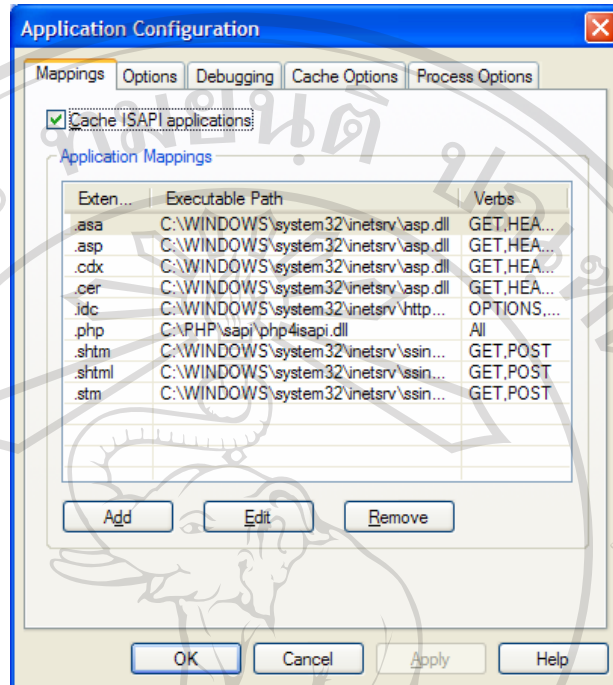 Application Configuration
Mappings Options Debugging Cache Options Process Options
Cache ISAPI applications
Application Mappings
Exten... Executable Path Verbs
.asa C:\WINDOWS\system32\inetsrv\asp.dll GET,HEA...
.asp C:\WINDOWS\system32\inetsrv\asp.dll GET,HEA...
.cdx C:\WINDOWS\system32\inetsrv\asp.dll GET,HEA...
.cer C:\WINDOWS\system32\inetsrv\asp.dll GET,HEA...
.idc C:\WINDOWS\system32\inetsrv\http... OPTIONS,...
.php C:\PHP\sapi\php4isapi.dll All
.shtm C:\WINDOWS\system32\inetsrv\ssin... GET,POST
.shtml C:\WINDOWS\system32\inetsrv\ssin... GET,POST
.stm C:\WINDOWS\system32\inetsrv\ssin... GET,POST
Add Edit Remove
OK Cancel Apply Help